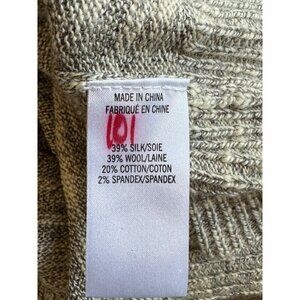 MADE IN CHINA
FABRIQUÉ EN CHINE
101
39% SILK/SOIE
39% WOOL/LAINE
20% COTTON/COTON
2% SPANDEX/SPANDEX